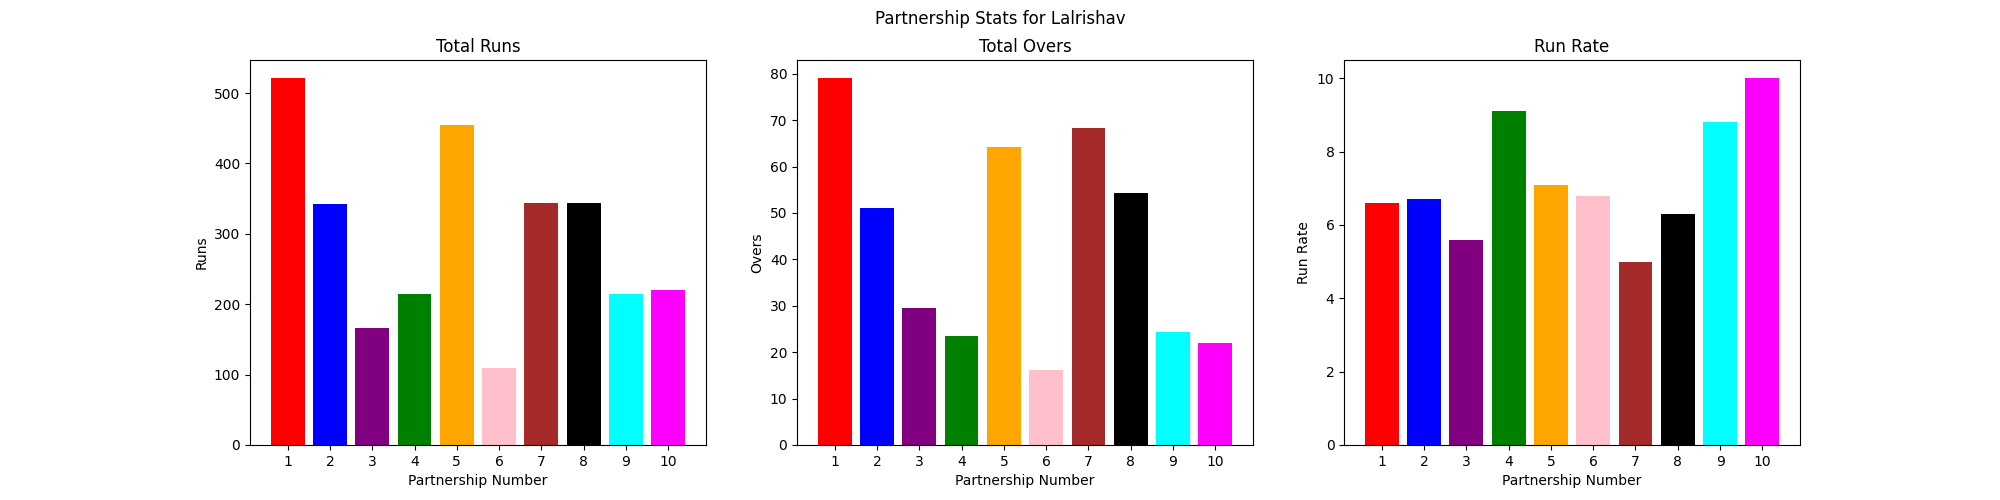 Partnership Stats for Lalrishav
Total Runs
500
400
300
200
100
0
Runs
1 2 3 4 5 6 7 8 9 10
Partnership Number
Total Overs
80
70
60
50
40
30
20
10
0
Overs
1 2 3 4 5 6 7 8 9 10
Partnership Number
Run Rate
10
8
6
4
2
0
Run Rate
1 2 3 4 5 6 7 8 9 10
Partnership Number